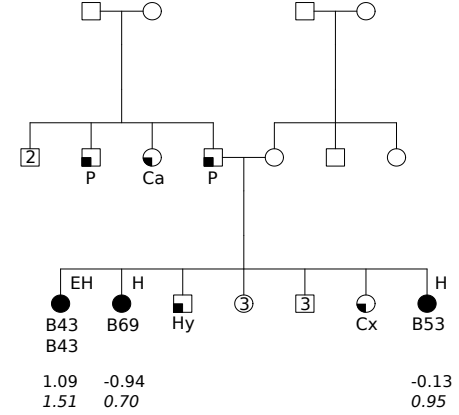 2
P Ca P
EH H H
3 3
B43 B69 Hy Cx B53
B43
1.09 -0.94 -0.13
1.51 0.70 0.95